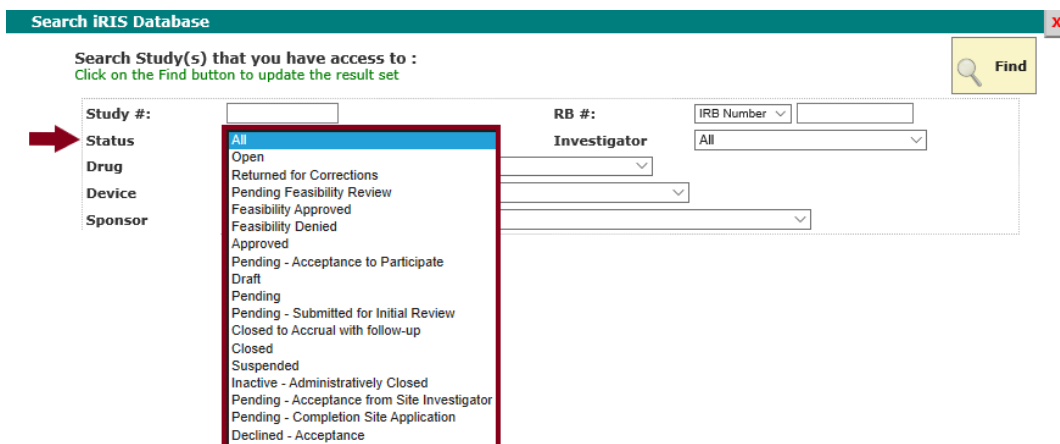 Search iRIS Database
X
Search Study(s) that you have access to :
Click on the Find button to update the result set
Find
Study #:
RB #:
IRB Number
Status
All
Investigator
All
Open
Drug
Returned for Corrections
Device
Pending Feasibility Review
Feasibility Approved
Sponsor
Feasibility Denied
Approved
Pending - Acceptance to Participate
Draft
Pending
Pending - Submitted for Initial Review
Closed to Accrual with follow-up
Closed
Suspended
Inactive - Administratively Closed
Pending - Acceptance from Site Investigator
Pending - Completion Site Application
Declined - Acceptance